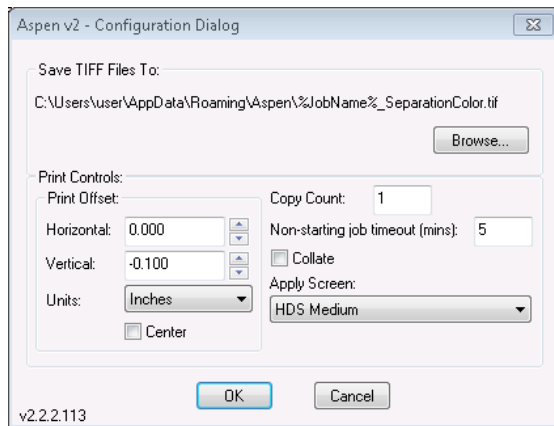 Aspen v2 - Configuration Dialog
Save TIFF Files To:
C:\Users\user\AppData\Roaming\Aspen\%JobName%_SeparationColor.tif
Browse...
Print Controls:
Print Offset:
Horizontal: 0.000
Vertical: -0.100
Units: Inches
Center
Copy Count: 1
Non-starting job timeout (mins): 5
Collate
Apply Screen:
HDS Medium
OK Cancel
v2.2.2.113